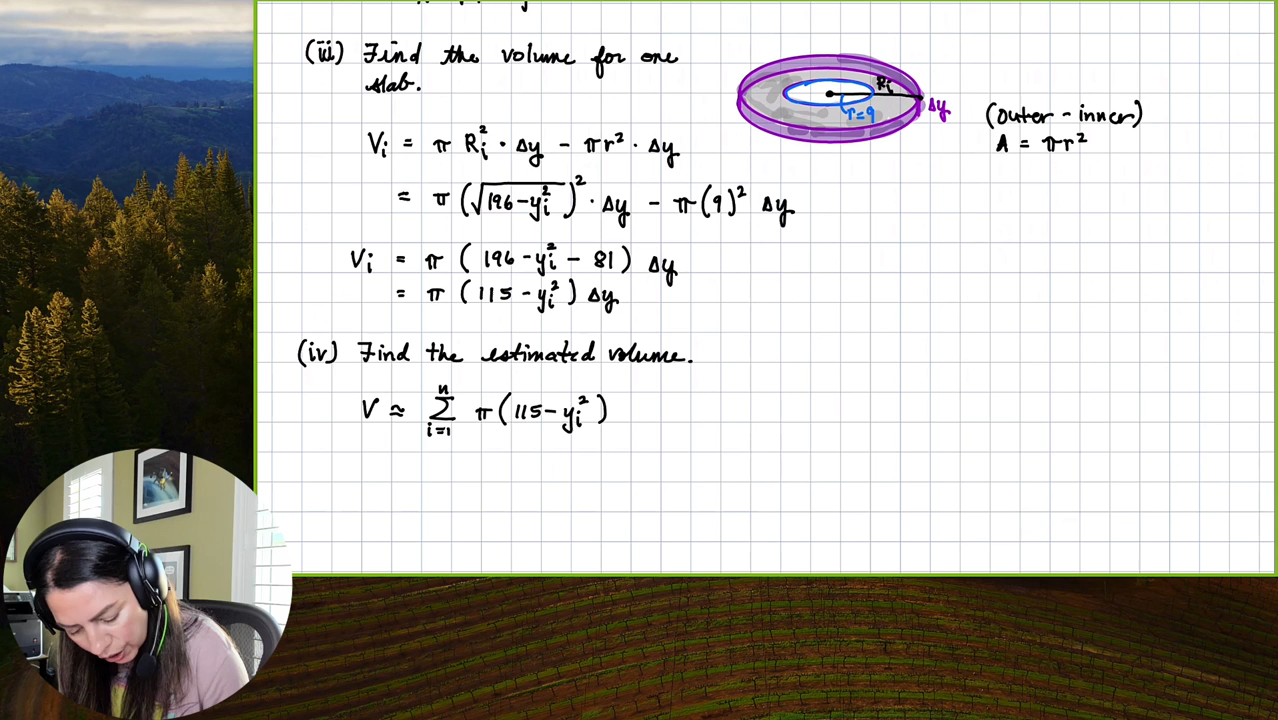 (iii) Find the volume for one
slab.
Ri
Δy
r=9
(outer - inner)
A = πr²
Vi = π Ri² · Δy - πr² · Δy
= π (√196-yi²)² · Δy - π(9)² Δy
Vi = π (196 - yi² - 81) Δy
= π (115 - yi²) Δy
(iv) Find the estimated volume.
V ≈ n Σ i=1 π(115-yi²)